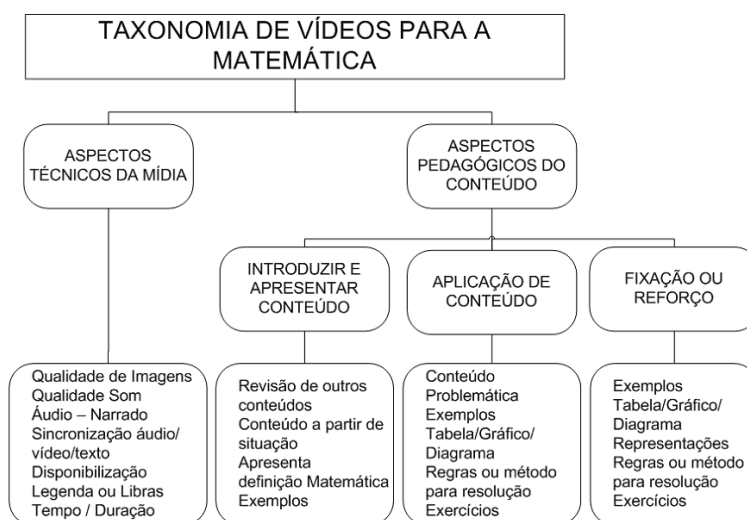 TAXONOMIA DE VÍDEOS PARA A
MATEMÁTICA
ASPECTOS
TÉCNICOS DA MÍDIA
ASPECTOS
PEDAGÓGICOS DO
CONTEÚDO
INTRODUZIR E
APRESENTAR
CONTEÚDO
APLICAÇÃO DE
CONTEÚDO
FIXAÇÃO OU
REFORÇO
Qualidade de Imagens
Qualidade Som
Áudio – Narrado
Sincronização áudio/
vídeo/texto
Disponibilização
Legenda ou Libras
Tempo / Duração
Revisão de outros
conteúdos
Conteúdo a partir de
situação
Apresenta
definição Matemática
Exemplos
Conteúdo
Problemática
Exemplos
Tabela/Gráfico/
Diagrama
Regras ou método
para resolução
Exercícios
Exemplos
Tabela/Gráfico/
Diagrama
Representações
Regras ou método
para resolução
Exercícios